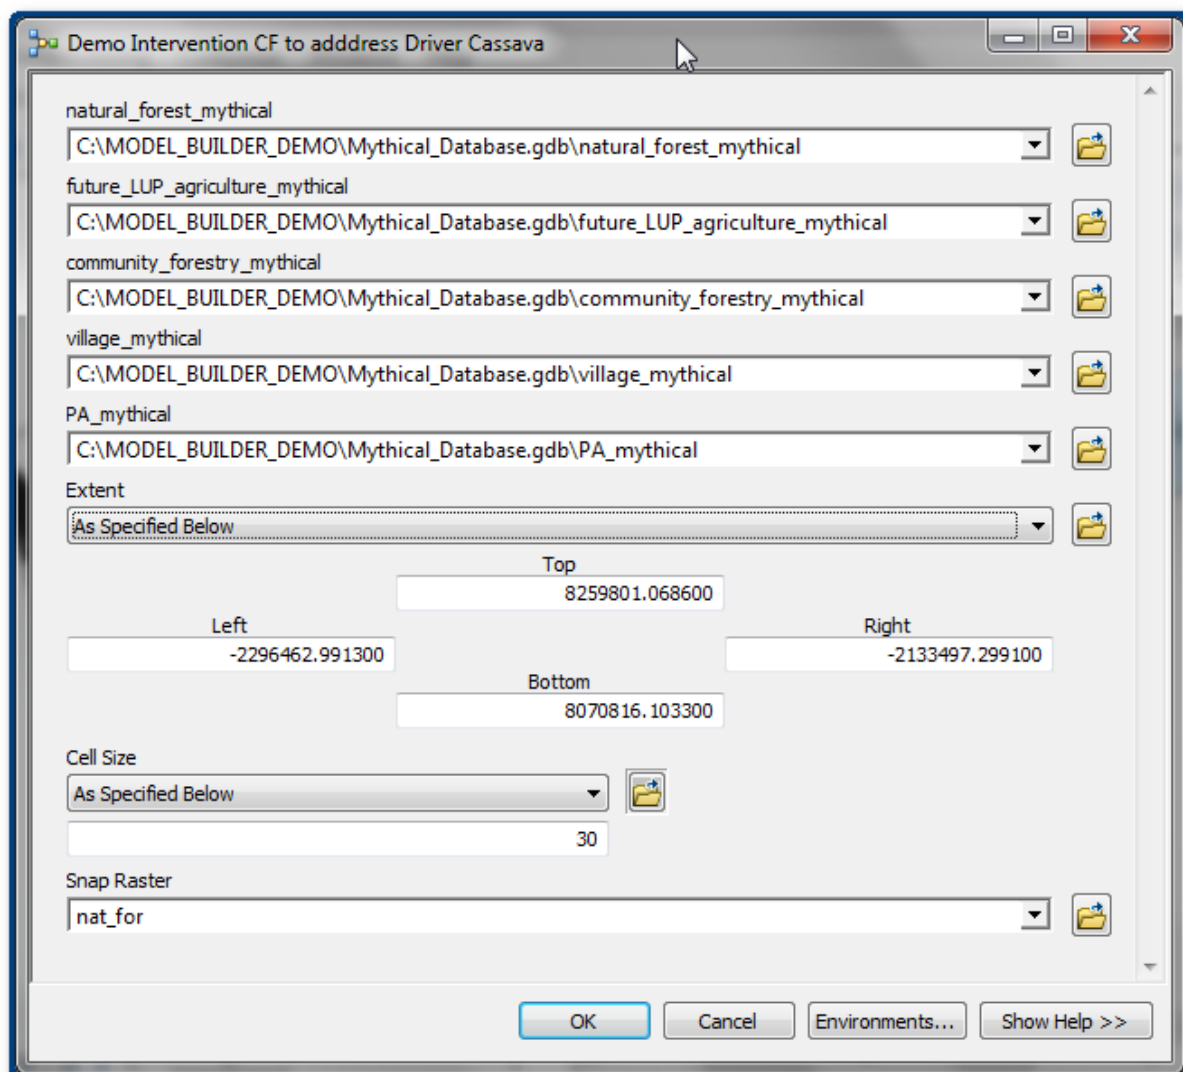 Demo Intervention CF to adddress Driver Cassava
natural_forest_mythical
C:\MODEL_BUILDER_DEMO\Mythical_Database.gdb\natural_forest_mythical
future_LUP_agriculture_mythical
C:\MODEL_BUILDER_DEMO\Mythical_Database.gdb\future_LUP_agriculture_mythical
community_forestry_mythical
C:\MODEL_BUILDER_DEMO\Mythical_Database.gdb\community_forestry_mythical
village_mythical
C:\MODEL_BUILDER_DEMO\Mythical_Database.gdb\village_mythical
PA_mythical
C:\MODEL_BUILDER_DEMO\Mythical_Database.gdb\PA_mythical
Extent
As Specified Below
Top
8259801.068600
Left Right
-2296462.991300 -2133497.299100
Bottom
8070816.103300
Cell Size
As Specified Below
30
Snap Raster
nat_for
OK Cancel Environments... Show Help >>